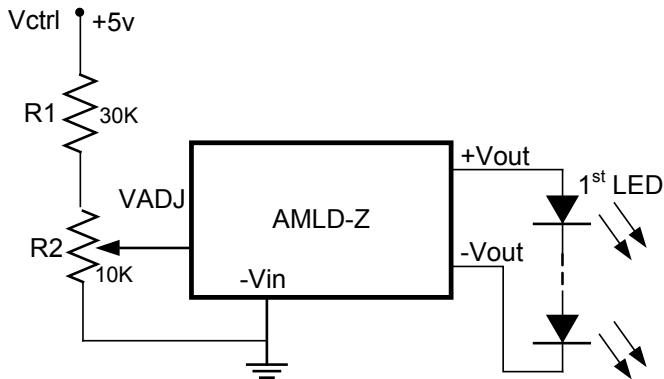 Vctrl +5v
R1 30K
+Vout
1st LED
VADJ
AMLD-Z
R2 10K
-Vin
-Vout